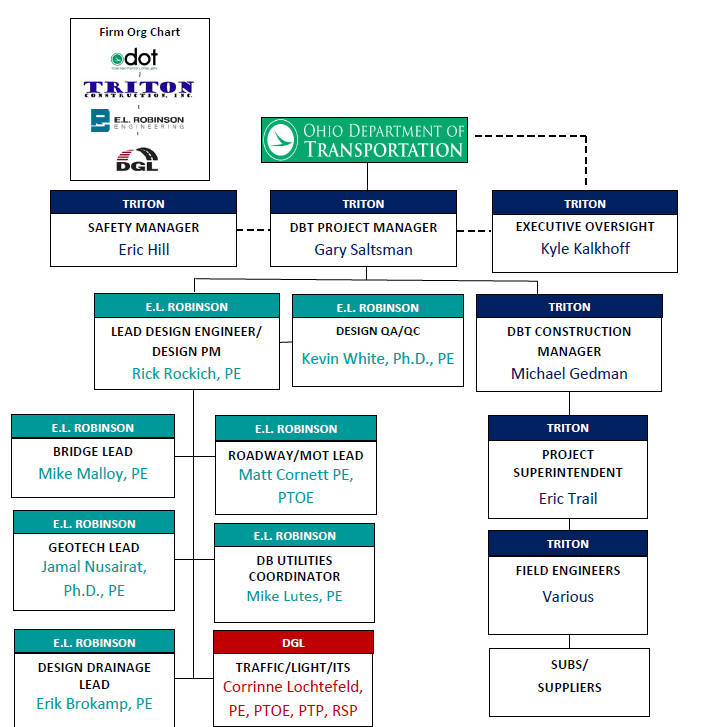 Firm Org Chart
dot
TRITON
CONSTRUCTION, INC.
E.L. ROBINSON
ENGINEERING
DGL
OHIO DEPARTMENT OF
TRANSPORTATION
TRITON
SAFETY MANAGER
Eric Hill
TRITON
DBT PROJECT MANAGER
Gary Saltsman
TRITON
EXECUTIVE OVERSIGHT
Kyle Kalkhoff
E.L. ROBINSON
LEAD DESIGN ENGINEER/
DESIGN PM
Rick Rockich, PE
E.L. ROBINSON
DESIGN QA/QC
Kevin White, Ph.D., PE
TRITON
DBT CONSTRUCTION
MANAGER
Michael Gedman
E.L. ROBINSON
BRIDGE LEAD
Mike Malloy, PE
E.L. ROBINSON
ROADWAY/MOT LEAD
Matt Cornett PE,
PTOE
TRITON
PROJECT
SUPERINTENDENT
Eric Trail
E.L. ROBINSON
GEOTECH LEAD
Jamal Nusairat,
Ph.D., PE
E.L. ROBINSON
DB UTILITIES
COORDINATOR
Mike Lutes, PE
TRITON
FIELD ENGINEERS
Various
E.L. ROBINSON
DESIGN DRAINAGE
LEAD
Erik Brokamp, PE
DGL
TRAFFIC/LIGHT/ITS
Corrinne Lochtefeld,
PE, PTOE, PTP, RSP
SUBS/
SUPPLIERS